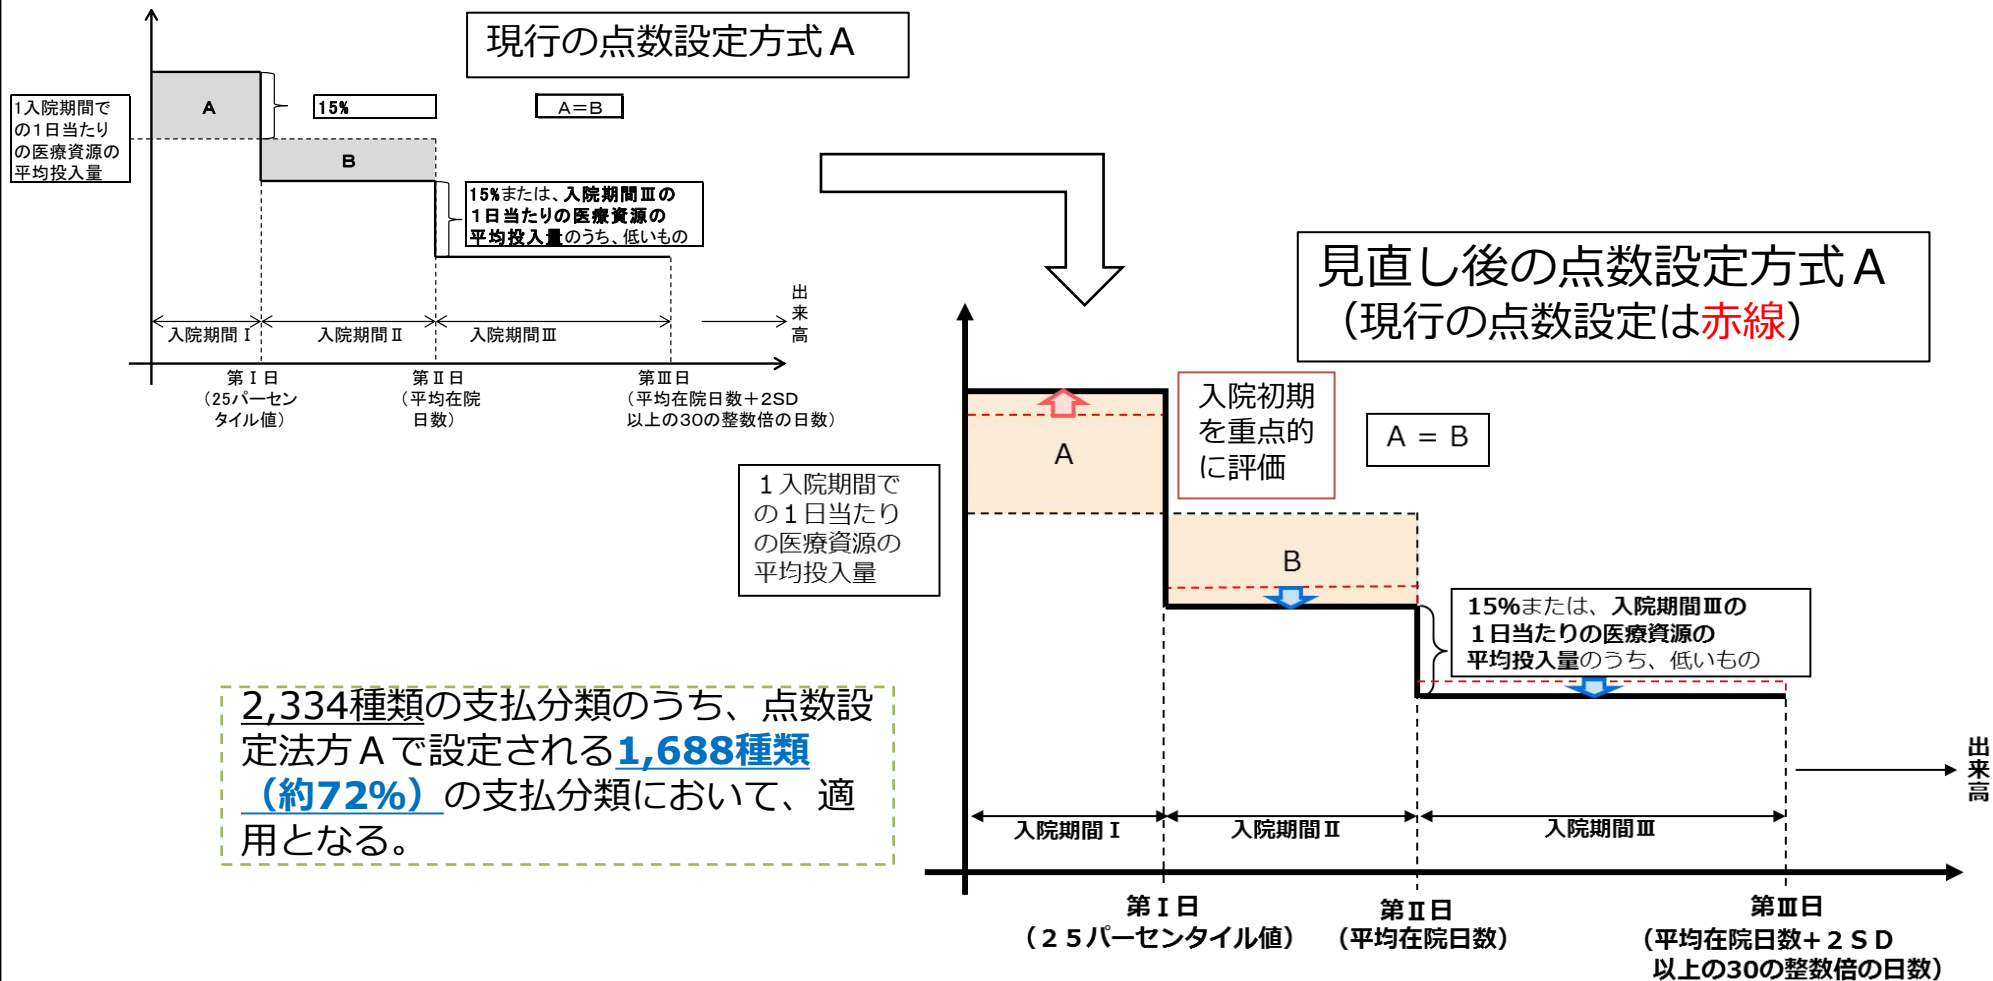 現行の点数設定方式A
1入院期間で
の1日当たり
の医療資源の
平均投入量
A
15%
A=B
B
15%または、入院期間Ⅲの
1日当たりの医療資源の
平均投入量のうち、低いもの
入院期間Ⅰ
入院期間Ⅱ
入院期間Ⅲ
出来高
第Ⅰ日
(25パーセン
タイル値)
第Ⅱ日
(平均在院
日数)
第Ⅲ日
(平均在院日数+2SD
以上の30の整数倍の日数)
見直し後の点数設定方式A
(現行の点数設定は赤線)
入院初期
を重点的
に評価
A = B
A
1入院期間で
の1日当たり
の医療資源の
平均投入量
B
15%または、入院期間Ⅲの
1日当たりの医療資源の
平均投入量のうち、低いもの
2,334種類の支払分類のうち、点数設
定法方Aで設定される1,688種類
(約72%)の支払分類において、適
用となる。
出来高
入院期間Ⅰ
入院期間Ⅱ
入院期間Ⅲ
第Ⅰ日
(25パーセンタイル値)
第Ⅱ日
(平均在院日数)
第Ⅲ日
(平均在院日数+2SD
以上の30の整数倍の日数)